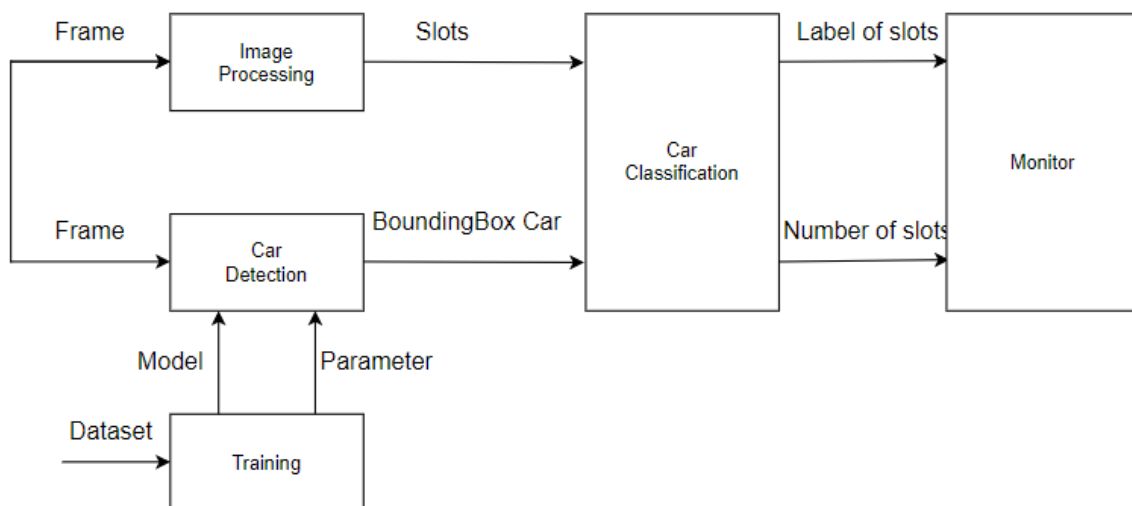 Frame
Image
Processing
Slots
Label of slots
Car
Classification
Monitor
Frame
Car
Detection
BoundingBox Car
Number of slots
Model
Parameter
Dataset
Training